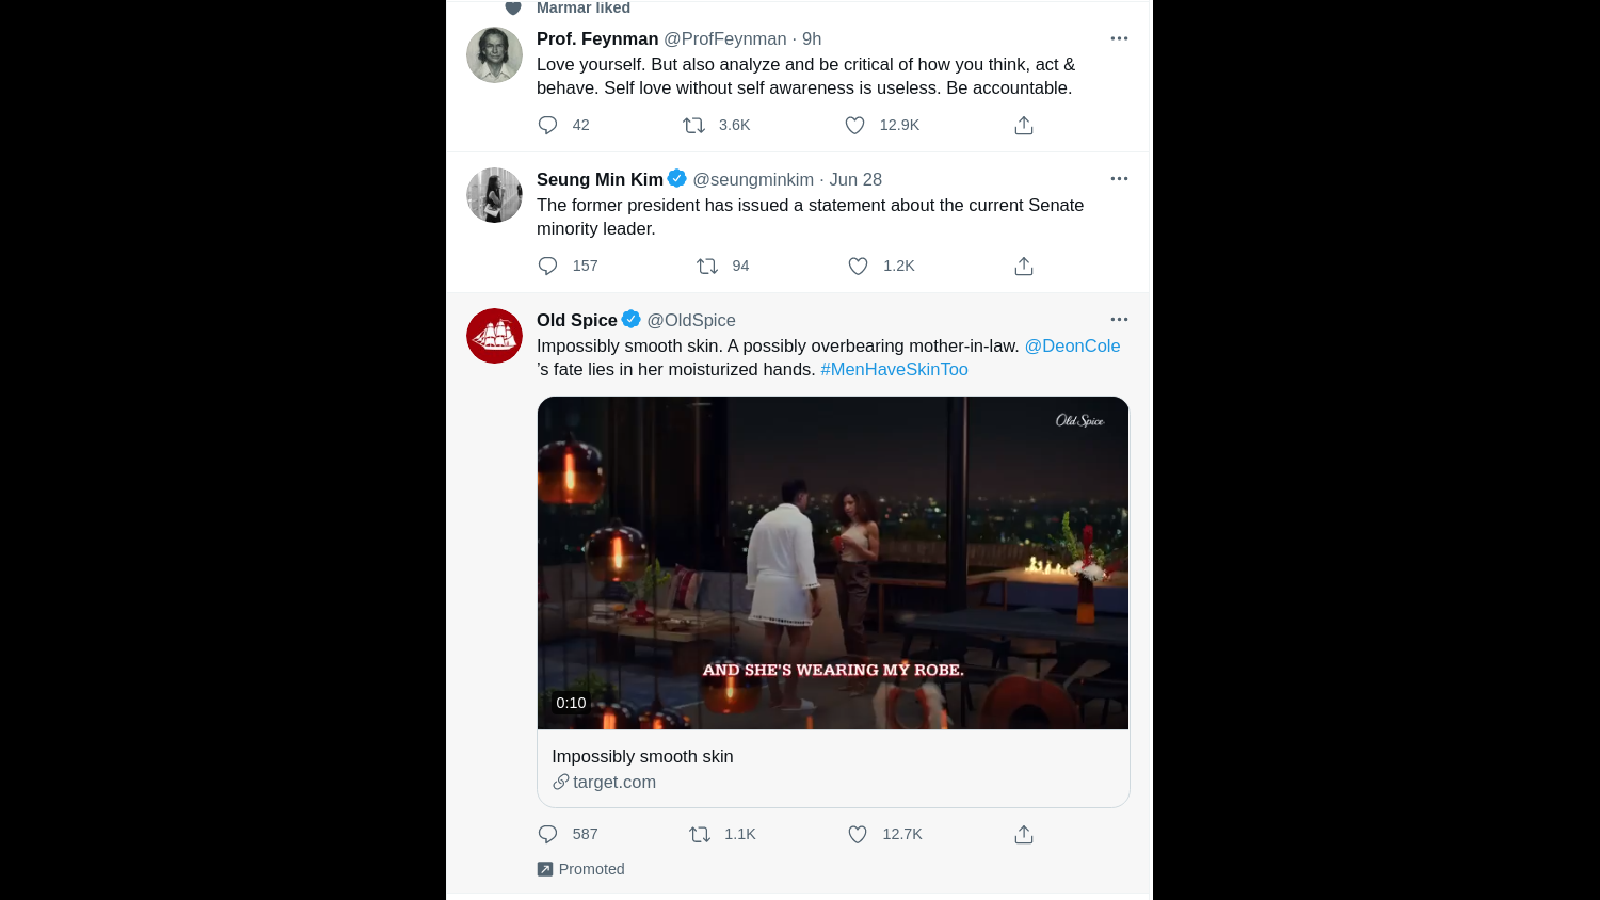 Marmar liked
Prof. Feynman @ProfFeynman · 9h
Love yourself. But also analyze and be critical of how you think, act &
behave. Self love without self awareness is useless. Be accountable.
42 3.6K 12.9K
Seung Min Kim @seungminkim · Jun 28
The former president has issued a statement about the current Senate
minority leader.
157 94 1.2K
Old Spice @OldSpice
Impossibly smooth skin. A possibly overbearing mother-in-law. @DeonCole
's fate lies in her moisturized hands. #MenHaveSkinToo
Old Spice
AND SHE'S WEARING MY ROBE.
0:10
Impossibly smooth skin
target.com
587 1.1K 12.7K
Promoted